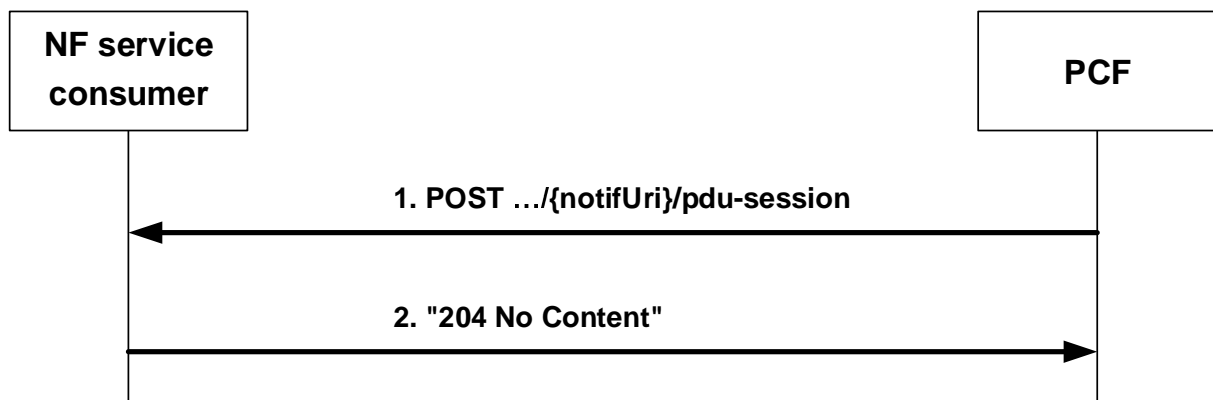 NF service
consumer
PCF
1. POST …/{notifUri}/pdu-session
2. "204 No Content"